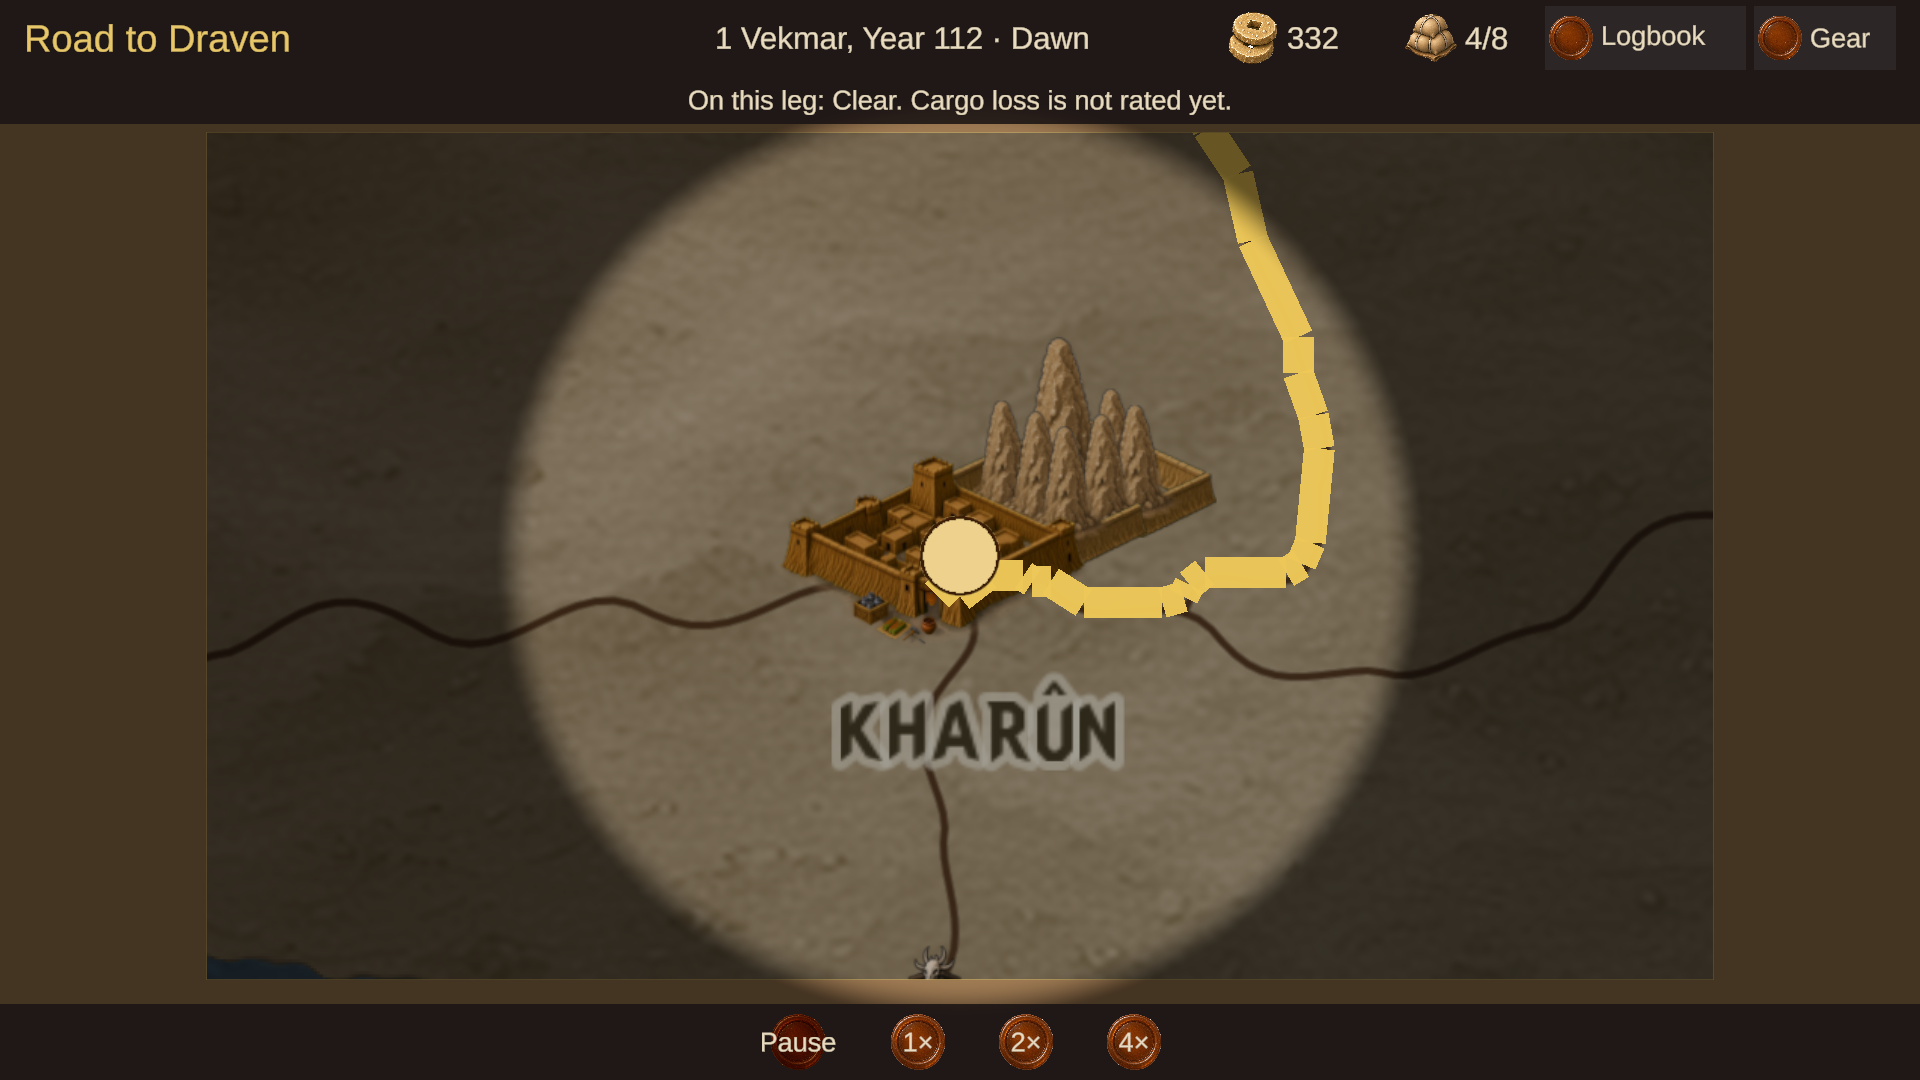 Road to Draven
1 Vekmar, Year 112 · Dawn
332
4/8
Logbook
Gear
On this leg: Clear. Cargo loss is not rated yet.
KHARÛN
Pause
1×
2×
4×